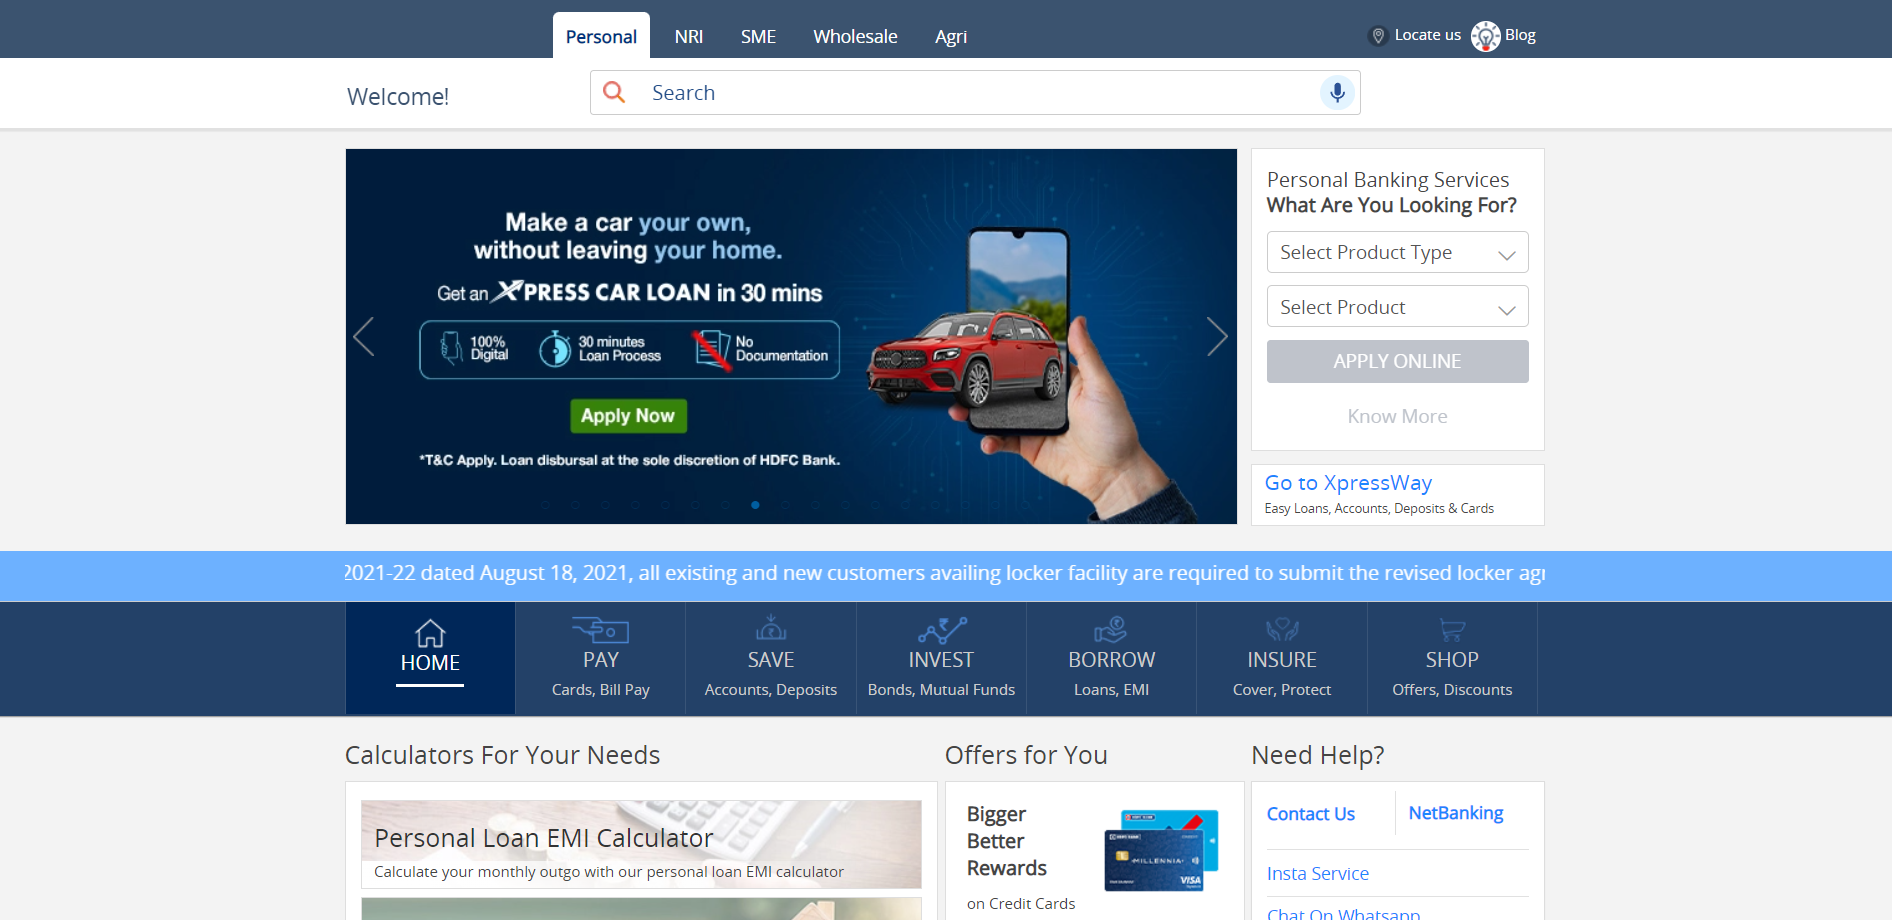 Personal
NRI
SME
Wholesale
Agri
Locate us
Blog
Welcome!
Search
Make a car your own,
without leaving your home.
Get an XPRESS CAR LOAN in 30 mins
100%
Digital
30 minutes
Loan Process
No
Documentation
Apply Now
*T&C Apply. Loan disbursal at the sole discretion of HDFC Bank.
Personal Banking Services
What Are You Looking For?
Select Product Type
Select Product
APPLY ONLINE
Know More
Go to XpressWay
Easy Loans, Accounts, Deposits & Cards
2021-22 dated August 18, 2021, all existing and new customers availing locker facility are required to submit the revised locker agr
HOME
PAY
Cards, Bill Pay
SAVE
Accounts, Deposits
INVEST
Bonds, Mutual Funds
BORROW
Loans, EMI
INSURE
Cover, Protect
SHOP
Offers, Discounts
Calculators For Your Needs
Personal Loan EMI Calculator
Calculate your monthly outgo with our personal loan EMI calculator
Offers for You
Bigger
Better
Rewards
on Credit Cards
MILLENNIA
VISA
Need Help?
Contact Us
NetBanking
Insta Service
Chat On Whatsapp